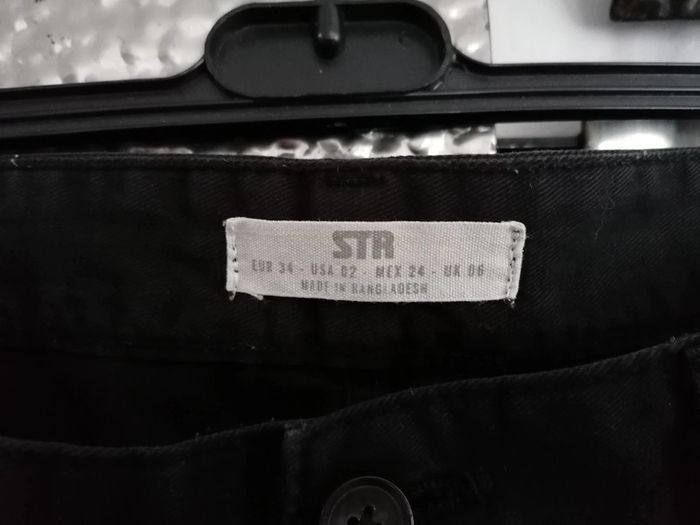 STR
EUR 34 - USA 02 - MEX 24 - UK 06
MADE IN BANGLADESH